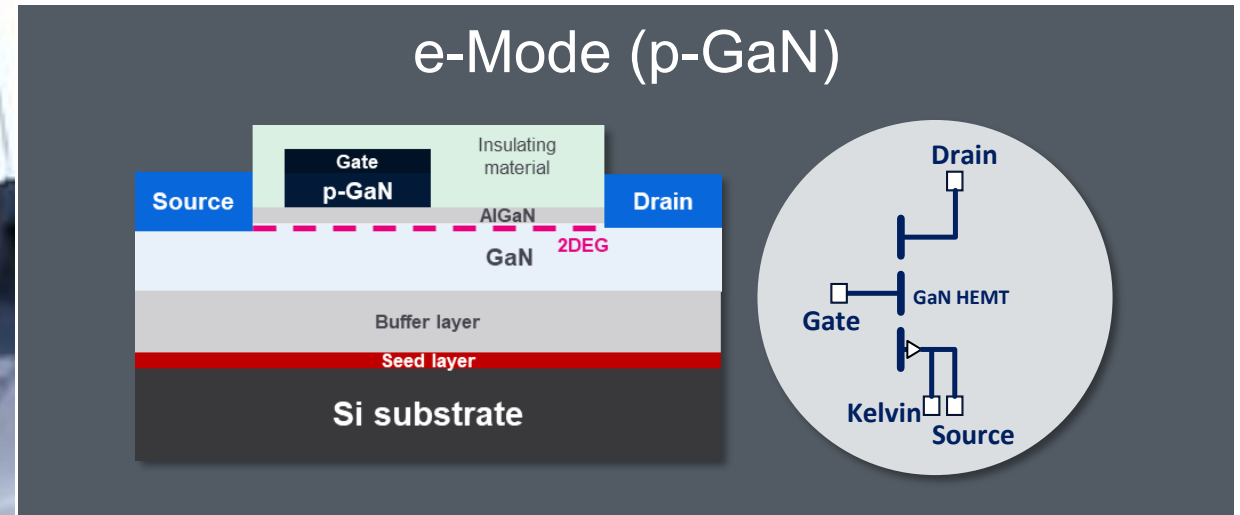 e-Mode (p-GaN)
Gate
p-GaN
Insulating
material
Source
Drain
AlGaN
2DEG
GaN
Buffer layer
Seed layer
Si substrate
Drain
GaN HEMT
Gate
Kelvin
Source